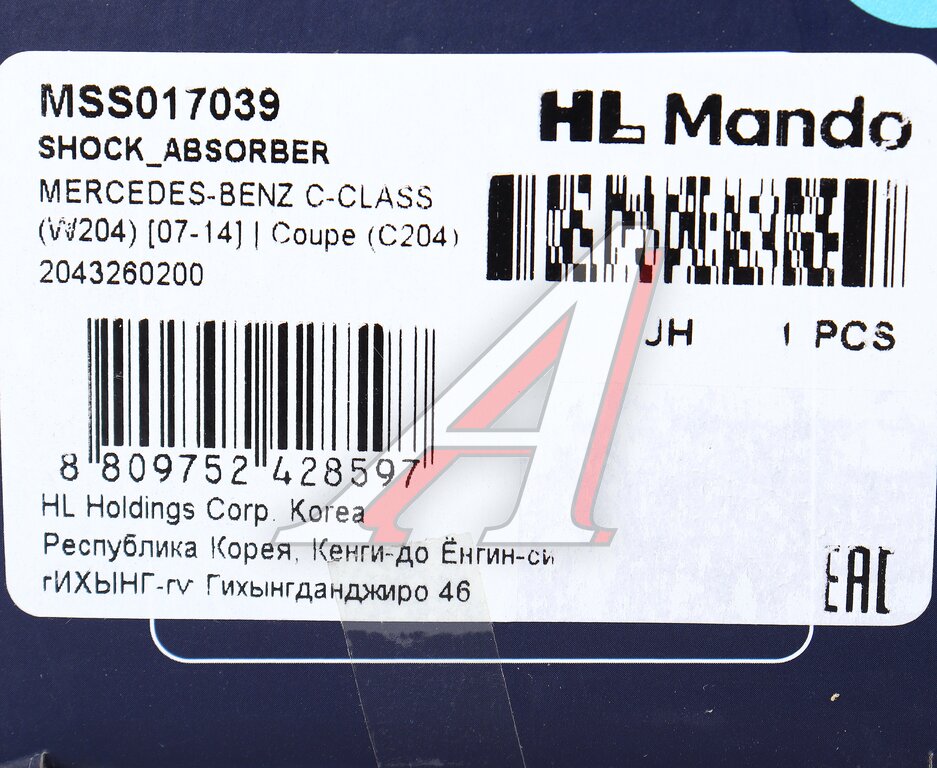 MSS017039
HL Mando
SHOCK_ABSORBER
MERCEDES-BENZ C-CLASS
(W204) [07-14] | Coupe (C204)
2043260200
JH 1 PCS
8 809752 428597
HL Holdings Corp. Korea
Республика Корея, Кенги-до Ёнгин-си
гИХЫНГ-гу Гихынгданджиро 46
EAC